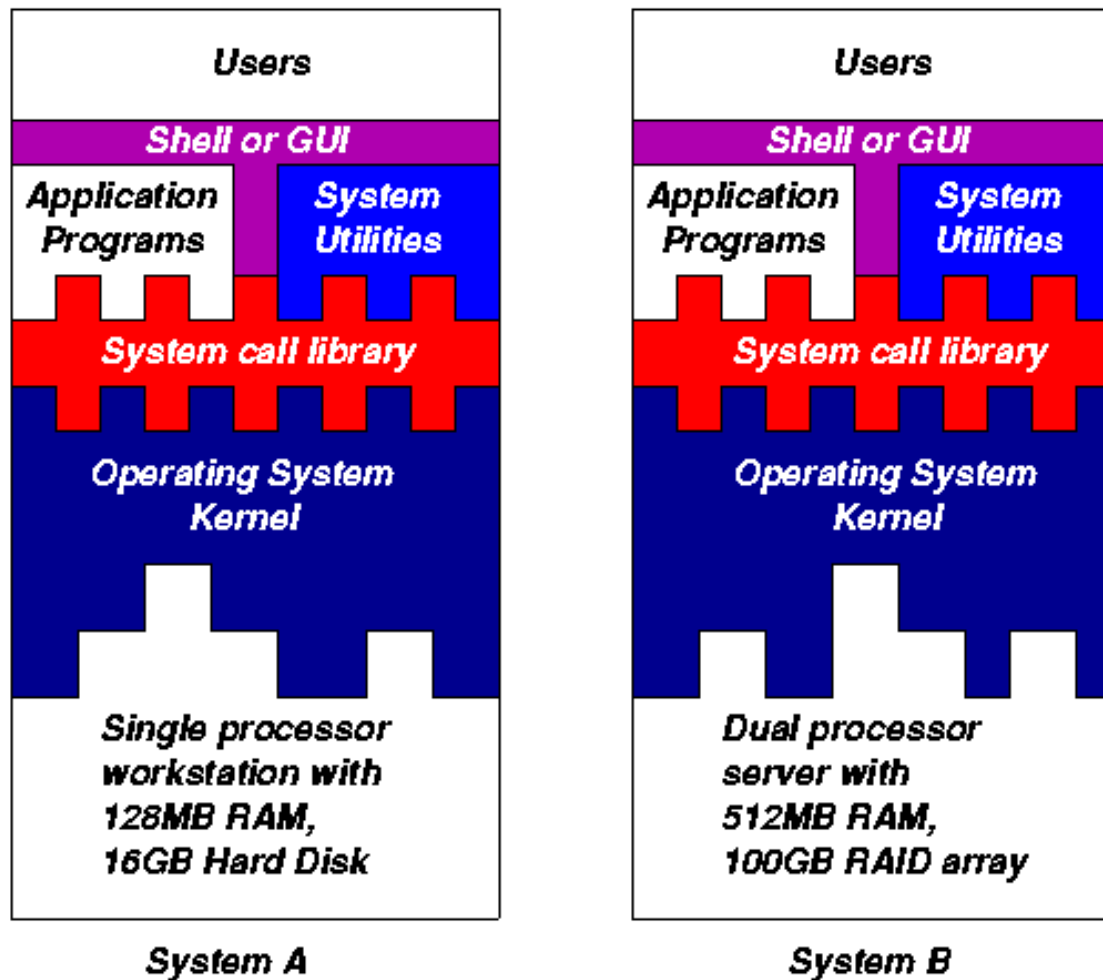 Users
Shell or GUI
Application
Programs
System
Utilities
System call library
Operating System
Kernel
Single processor
workstation with
128MB RAM,
16GB Hard Disk
System A
Users
Shell or GUI
Application
Programs
System
Utilities
System call library
Operating System
Kernel
Dual processor
server with
512MB RAM,
100GB RAID array
System B